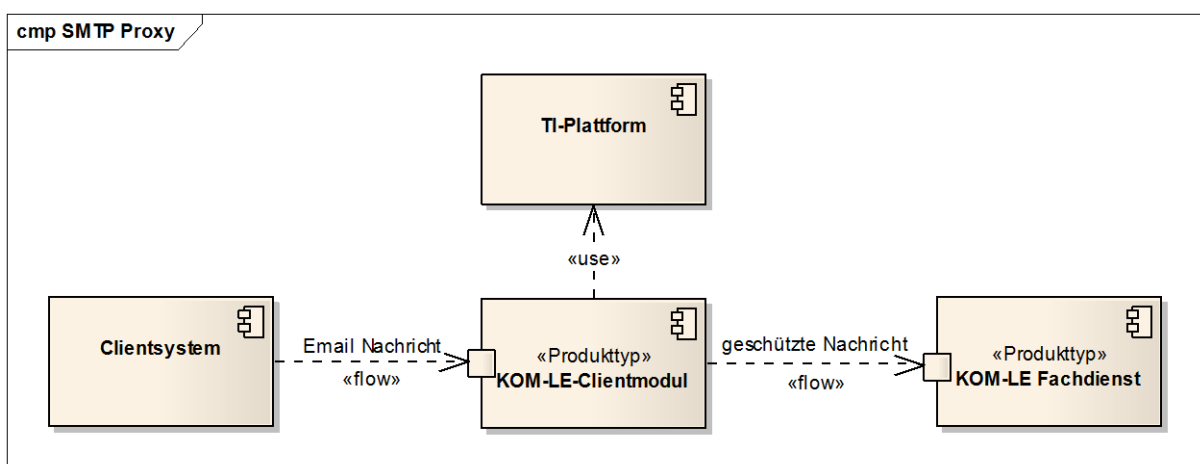 cmp SMTP Proxy
TI-Plattform
«use»
Clientsystem
Email Nachricht
«flow»
«Produkttyp»
KOM-LE-Clientmodul
geschützte Nachricht
«flow»
«Produkttyp»
KOM-LE Fachdienst